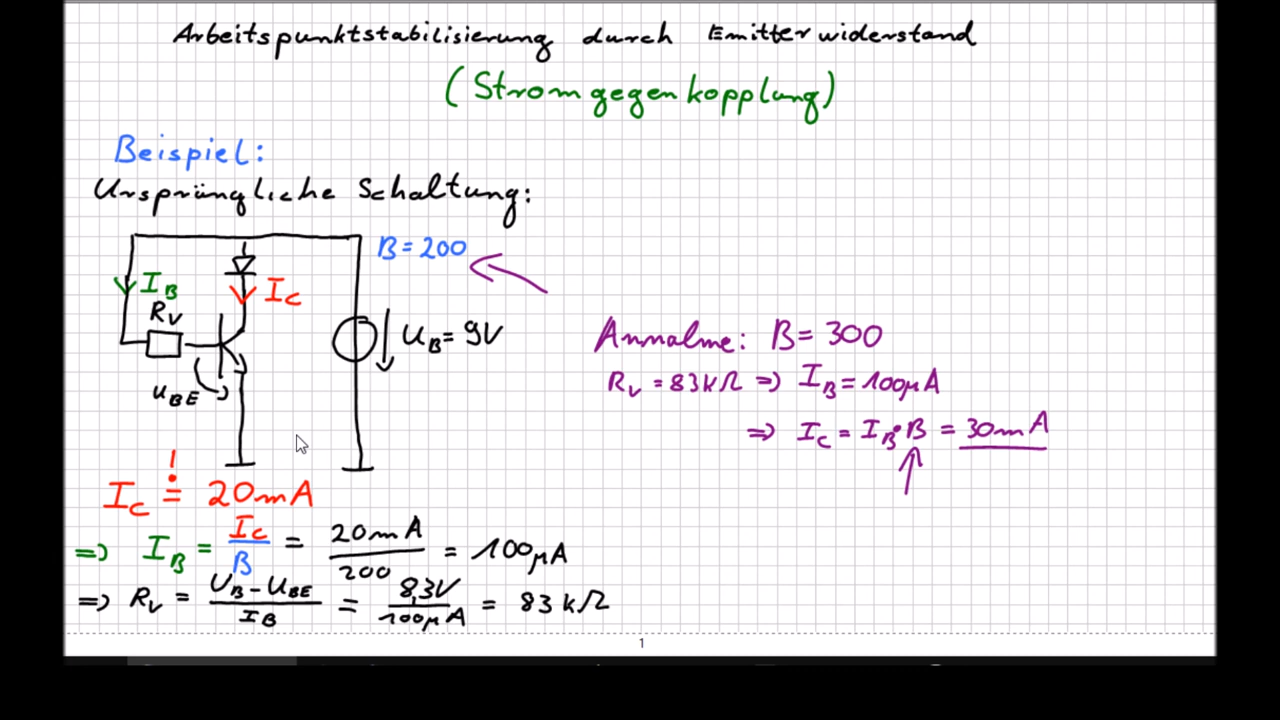 Arbeitspunktstabilisierung durch Emitterwiderstand
(Stromgegenkopplung)
Beispiel:
Ursprüngliche Schaltung:
B = 200
I_B
I_C
R_V
U_B = 9V
U_BE
I_C != 20mA
=> I_B = I_C / B = 20mA / 200 = 100µA
=> R_V = (U_B - U_BE) / I_B = 8,3V / 100µA = 83 kΩ
Annahme: B = 300
R_V = 83kΩ => I_B = 100µA
=> I_C = I_B · B = 30mA
1